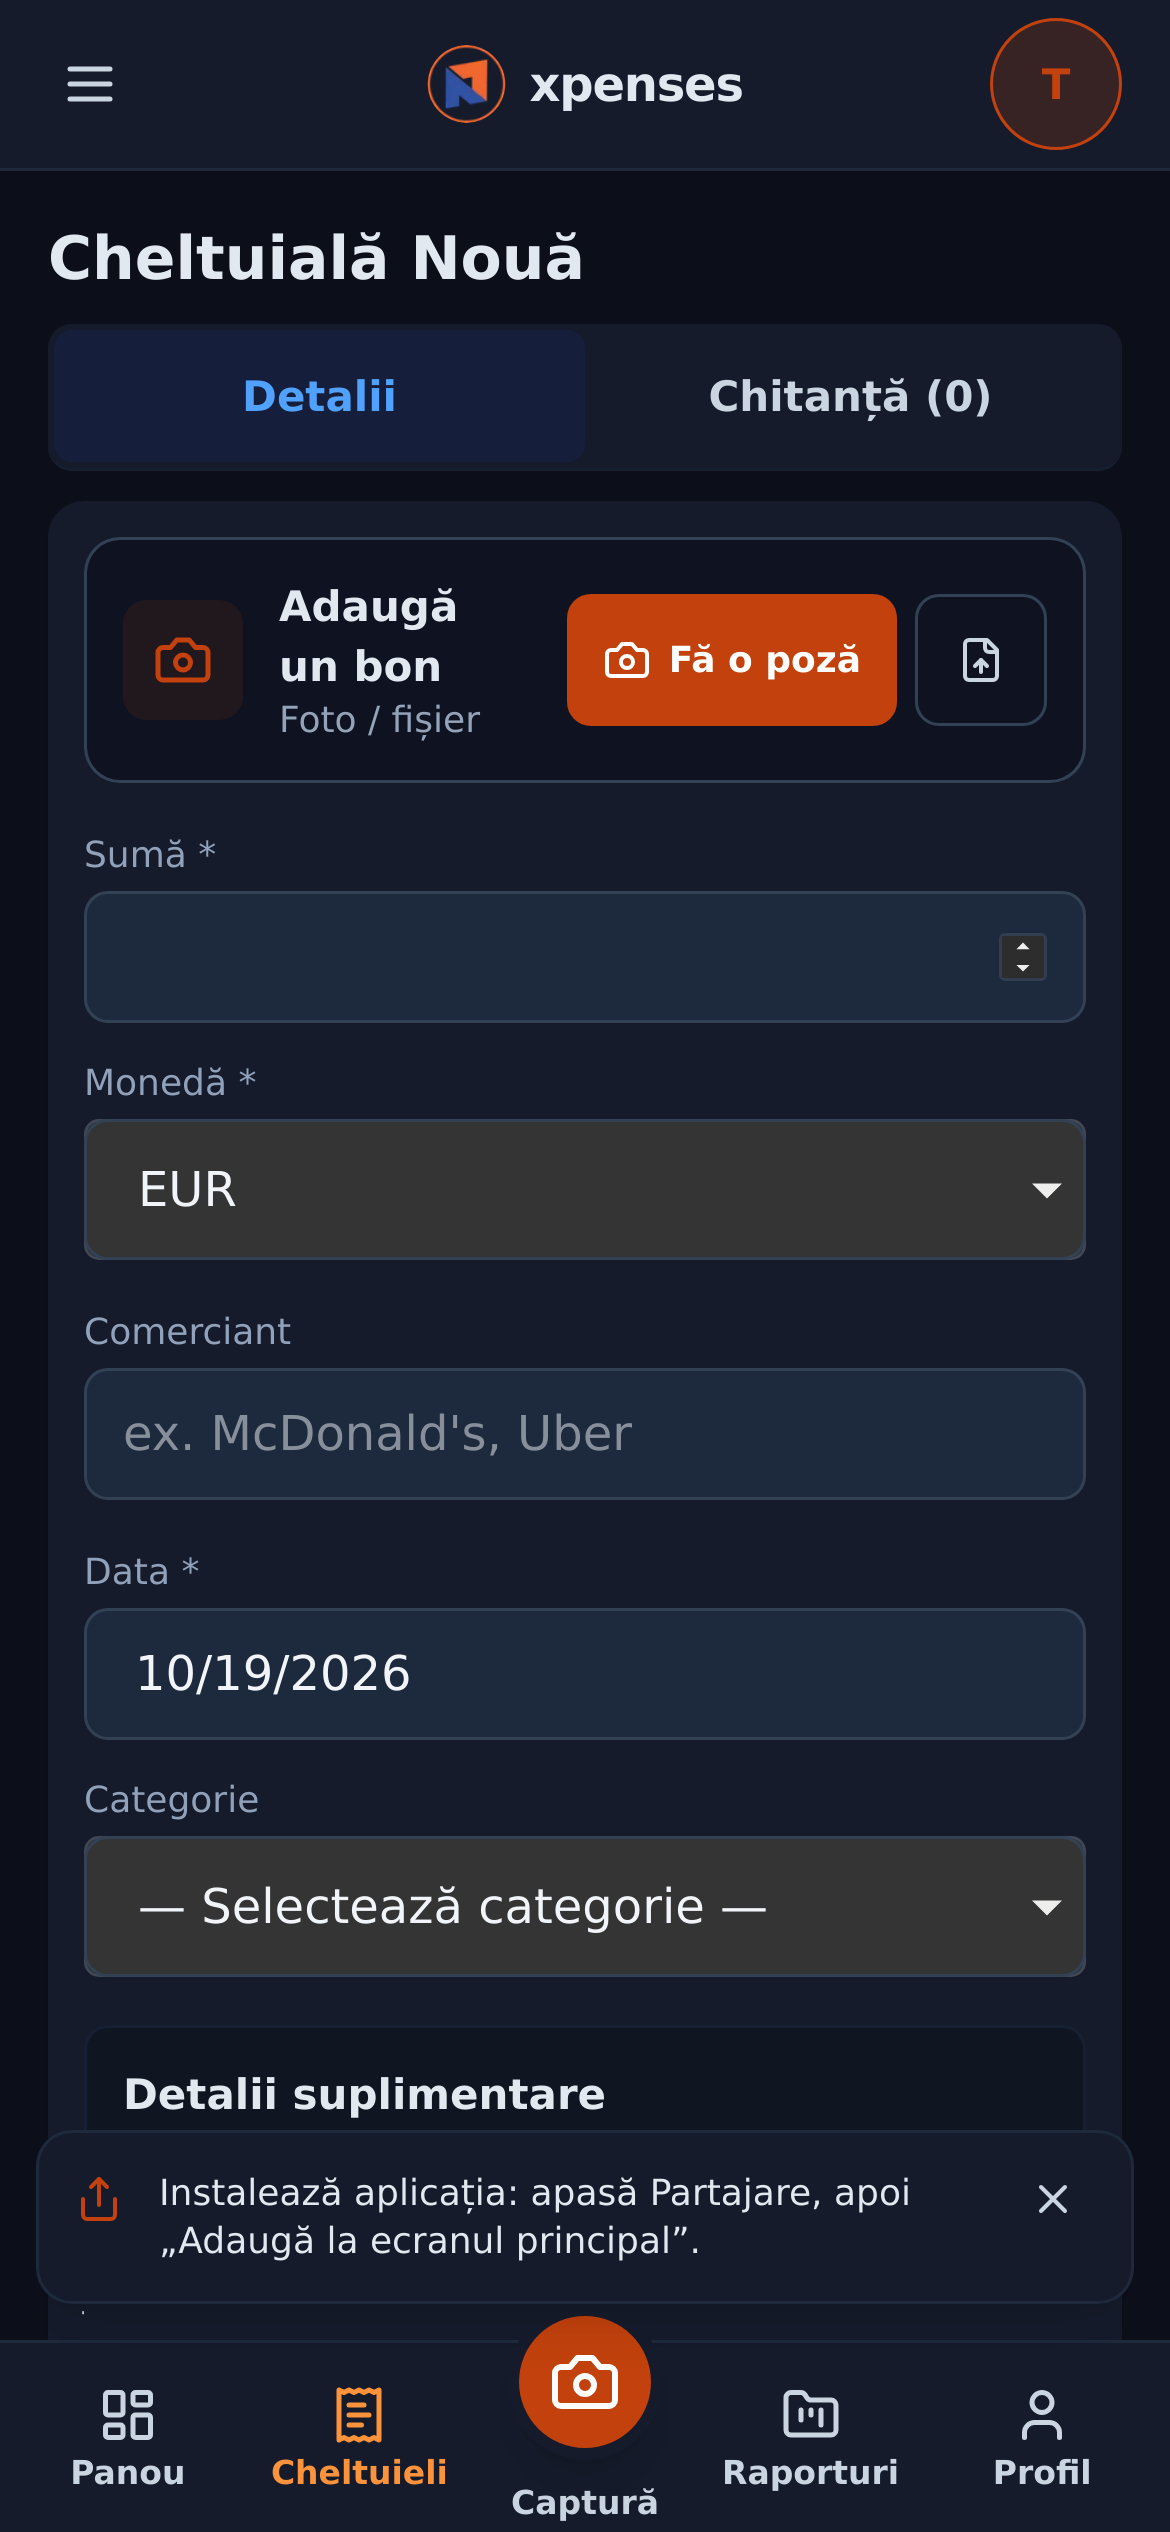 xpenses
T
Cheltuială Nouă
Detalii
Chitanță (0)
Adaugă
un bon
Foto / fișier
Fă o poză
Sumă *
Monedă *
EUR
Comerciant
ex. McDonald's, Uber
Data *
10/19/2026
Categorie
— Selectează categorie —
Detalii suplimentare
Instalează aplicația: apasă Partajare, apoi
„Adaugă la ecranul principal”.
Panou
Cheltuieli
Captură
Raporturi
Profil